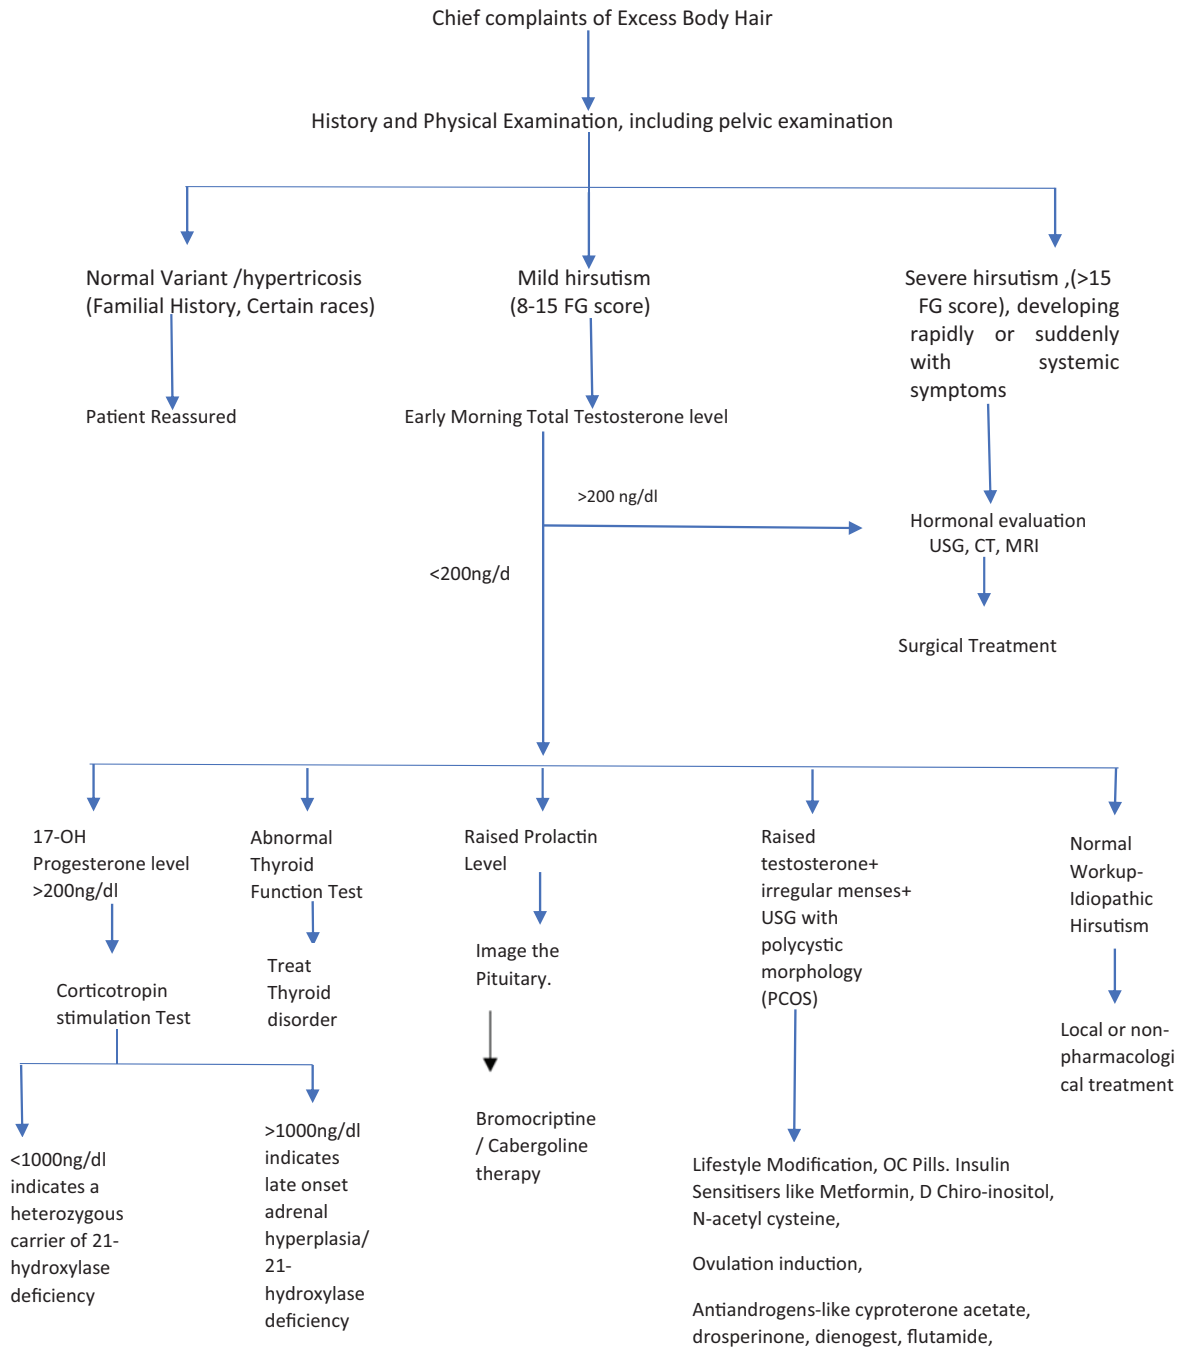 Chief complaints of Excess Body Hair
History and Physical Examination, including pelvic examination
Normal Variant /hypertricosis
(Familial History, Certain races)
Mild hirsutism
(8-15 FG score)
Severe hirsutism ,(>15
FG score), developing
rapidly or suddenly
with systemic
symptoms
Patient Reassured
Early Morning Total Testosterone level
>200 ng/dl
<200ng/d
Hormonal evaluation
USG, CT, MRI
Surgical Treatment
17-OH
Progesterone level
>200ng/dl
Abnormal
Thyroid
Function Test
Raised Prolactin
Level
Raised
testosterone+
irregular menses+
USG with
polycystic
morphology
(PCOS)
Normal
Workup-
Idiopathic
Hirsutism
Corticotropin
stimulation Test
Treat
Thyroid
disorder
Image the
Pituitary.
Local or non-
pharmacologi
cal treatment
<1000ng/dl
indicates a
heterozygous
carrier of 21-
hydroxylase
deficiency
>1000ng/dl
indicates
late onset
adrenal
hyperplasia/
21-
hydroxylase
deficiency
Bromocriptine
/ Cabergoline
therapy
Lifestyle Modification, OC Pills. Insulin
Sensitisers like Metformin, D Chiro-inositol,
N-acetyl cysteine,
Ovulation induction,
Antiandrogens-like cyproterone acetate,
drosperinone, dienogest, flutamide,